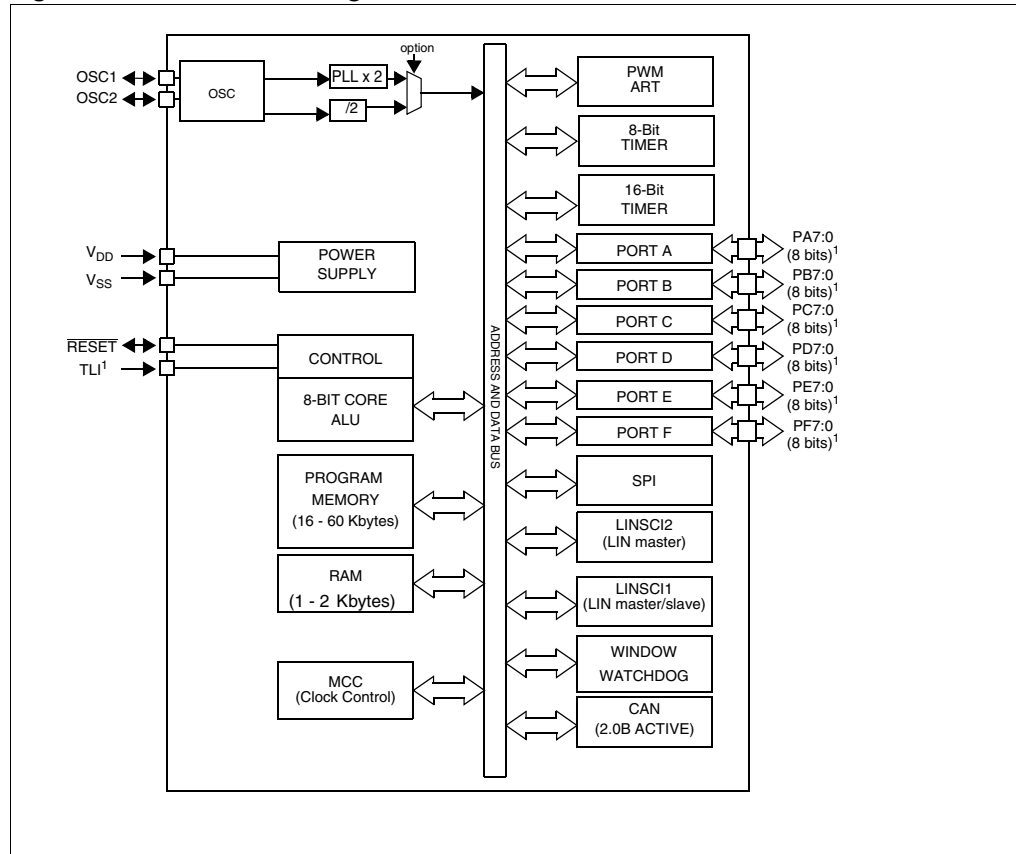 option
OSC1
OSC2
OSC
PLL x 2
/2
V_DD
V_SS
POWER
SUPPLY
RESET
TLI¹
CONTROL
8-BIT CORE
ALU
PROGRAM
MEMORY
(16 - 60 Kbytes)
RAM
(1 - 2 Kbytes)
MCC
(Clock Control)
ADDRESS AND DATA BUS
PWM
ART
8-Bit
TIMER
16-Bit
TIMER
PORT A
PA7:0
(8 bits)¹
PORT B
PB7:0
(8 bits)¹
PORT C
PC7:0
(8 bits)¹
PORT D
PD7:0
(8 bits)¹
PORT E
PE7:0
(8 bits)¹
PORT F
PF7:0
(8 bits)¹
SPI
LINSCI2
(LIN master)
LINSCI1
(LIN master/slave)
WINDOW
WATCHDOG
CAN
(2.0B ACTIVE)